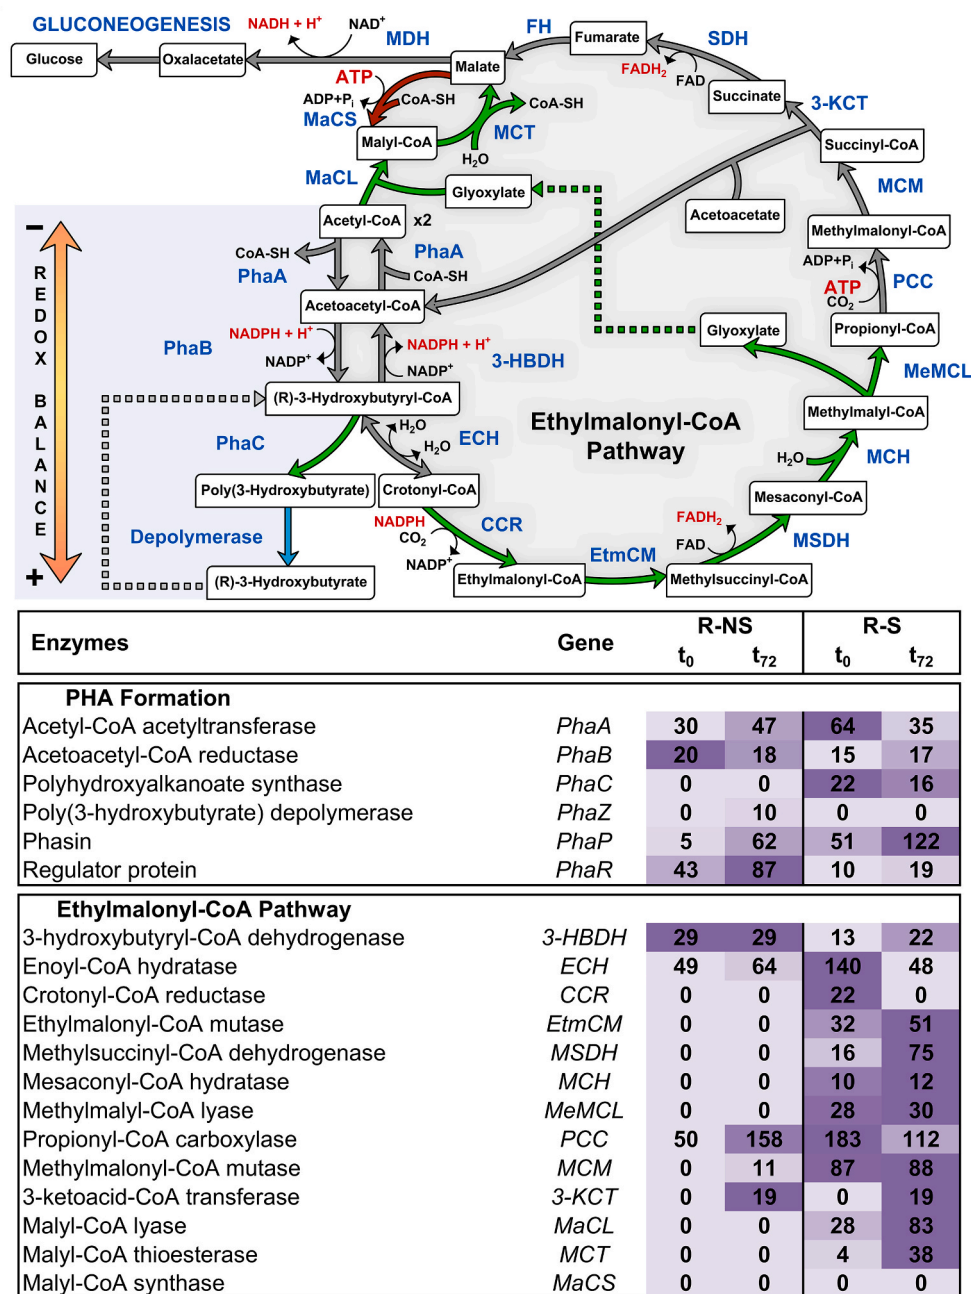 GLUCONEOGENESIS
NADH + H⁺
NAD⁺
MDH
FH
Fumarate
SDH
Glucose
Oxalacetate
Malate
FADH₂
FAD
Succinate
3-KCT
ATP
ADP+Pᵢ
CoA-SH
MaCS
CoA-SH
MCT
Malyl-CoA
H₂O
Succinyl-CoA
MaCL
Glyoxylate
MCM
Acetoacetate
Acetyl-CoA
x2
Methylmalonyl-CoA
CoA-SH
PhaA
PhaA
CoA-SH
ADP+Pᵢ
PCC
ATP
CO₂
Acetoacetyl-CoA
Glyoxylate
Propionyl-CoA
NADPH + H⁺
PhaB
NADP⁺
NADPH + H⁺
3-HBDH
NADP⁺
MeMCL
(R)-3-Hydroxybutyryl-CoA
Methylmalyl-CoA
PhaC
H₂O
H₂O
ECH
Ethylmalonyl-CoA
Pathway
H₂O
MCH
Poly(3-Hydroxybutyrate)
Crotonyl-CoA
Mesaconyl-CoA
NADPH
CO₂
NADP⁺
CCR
FADH₂
FAD
MSDH
Depolymerase
EtmCM
(R)-3-Hydroxybutyrate
Ethylmalonyl-CoA
Methylsuccinyl-CoA
−
REDOX BALANCE
+
Enzymes Gene R-NS R-S
t₀ t₇₂ t₀ t₇₂
PHA Formation
Acetyl-CoA acetyltransferase PhaA 30 47 64 35
Acetoacetyl-CoA reductase PhaB 20 18 15 17
Polyhydroxyalkanoate synthase PhaC 0 0 22 16
Poly(3-hydroxybutyrate) depolymerase PhaZ 0 10 0 0
Phasin PhaP 5 62 51 122
Regulator protein PhaR 43 87 10 19
Ethylmalonyl-CoA Pathway
3-hydroxybutyryl-CoA dehydrogenase 3-HBDH 29 29 13 22
Enoyl-CoA hydratase ECH 49 64 140 48
Crotonyl-CoA reductase CCR 0 0 22 0
Ethylmalonyl-CoA mutase EtmCM 0 0 32 51
Methylsuccinyl-CoA dehydrogenase MSDH 0 0 16 75
Mesaconyl-CoA hydratase MCH 0 0 10 12
Methylmalyl-CoA lyase MeMCL 0 0 28 30
Propionyl-CoA carboxylase PCC 50 158 183 112
Methylmalonyl-CoA mutase MCM 0 11 87 88
3-ketoacid-CoA transferase 3-KCT 0 19 0 19
Malyl-CoA lyase MaCL 0 0 28 83
Malyl-CoA thioesterase MCT 0 0 4 38
Malyl-CoA synthase MaCS 0 0 0 0